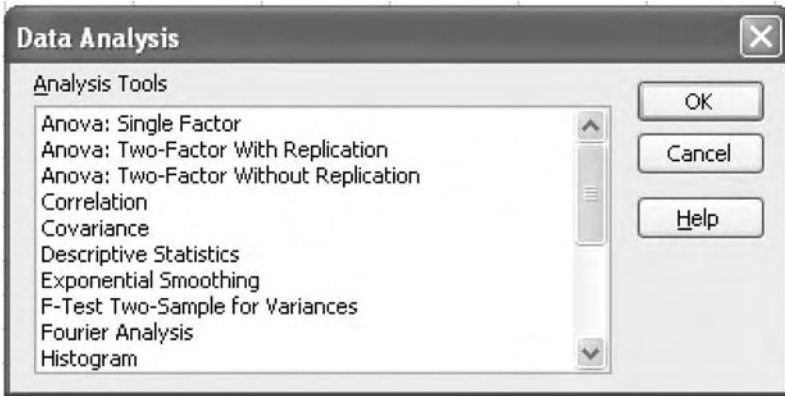 Data Analysis
Analysis Tools
Anova: Single Factor
Anova: Two-Factor With Replication
Anova: Two-Factor Without Replication
Correlation
Covariance
Descriptive Statistics
Exponential Smoothing
F-Test Two-Sample for Variances
Fourier Analysis
Histogram
OK
Cancel
Help